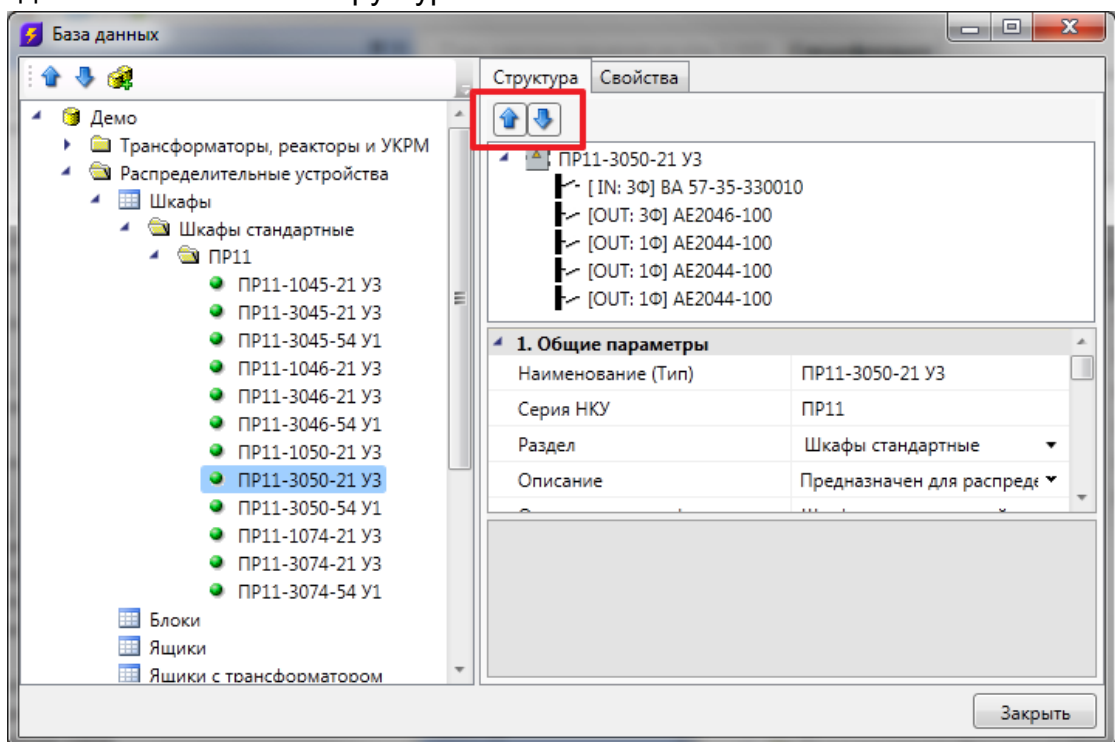 База данных
Структура Свойства
Демо
Трансформаторы, реакторы и УКРМ
Распределительные устройства
Шкафы
Шкафы стандартные
ПР11
ПР11-1045-21 У3
ПР11-3045-21 У3
ПР11-3045-54 У1
ПР11-1046-21 У3
ПР11-3046-21 У3
ПР11-3046-54 У1
ПР11-1050-21 У3
ПР11-3050-21 У3
ПР11-3050-54 У1
ПР11-1074-21 У3
ПР11-3074-21 У3
ПР11-3074-54 У1
Блоки
Ящики
Ящики с трансформатором
ПР11-3050-21 У3
[ IN: 3Ф] ВА 57-35-330010
[OUT: 3Ф] АЕ2046-100
[OUT: 1Ф] АЕ2044-100
[OUT: 1Ф] АЕ2044-100
[OUT: 1Ф] АЕ2044-100
1. Общие параметры
Наименование (Тип) ПР11-3050-21 У3
Серия НКУ ПР11
Раздел Шкафы стандартные
Описание Предназначен для распреде
Закрыть